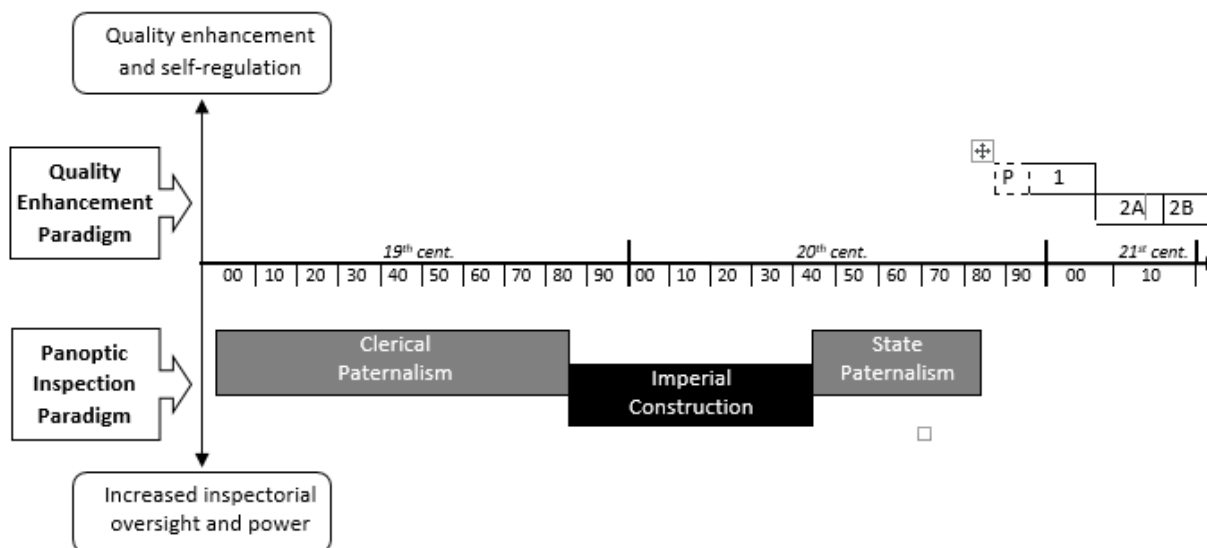 Quality enhancement
and self-regulation
Quality
Enhancement
Paradigm
P 1
2A 2B
19th cent. 20th cent. 21st cent.
00 10 20 30 40 50 60 70 80 90 00 10 20 30 40 50 60 70 80 90 00 10
Panoptic
Inspection
Paradigm
Clerical
Paternalism
Imperial
Construction
State
Paternalism
Increased inspectorial
oversight and power